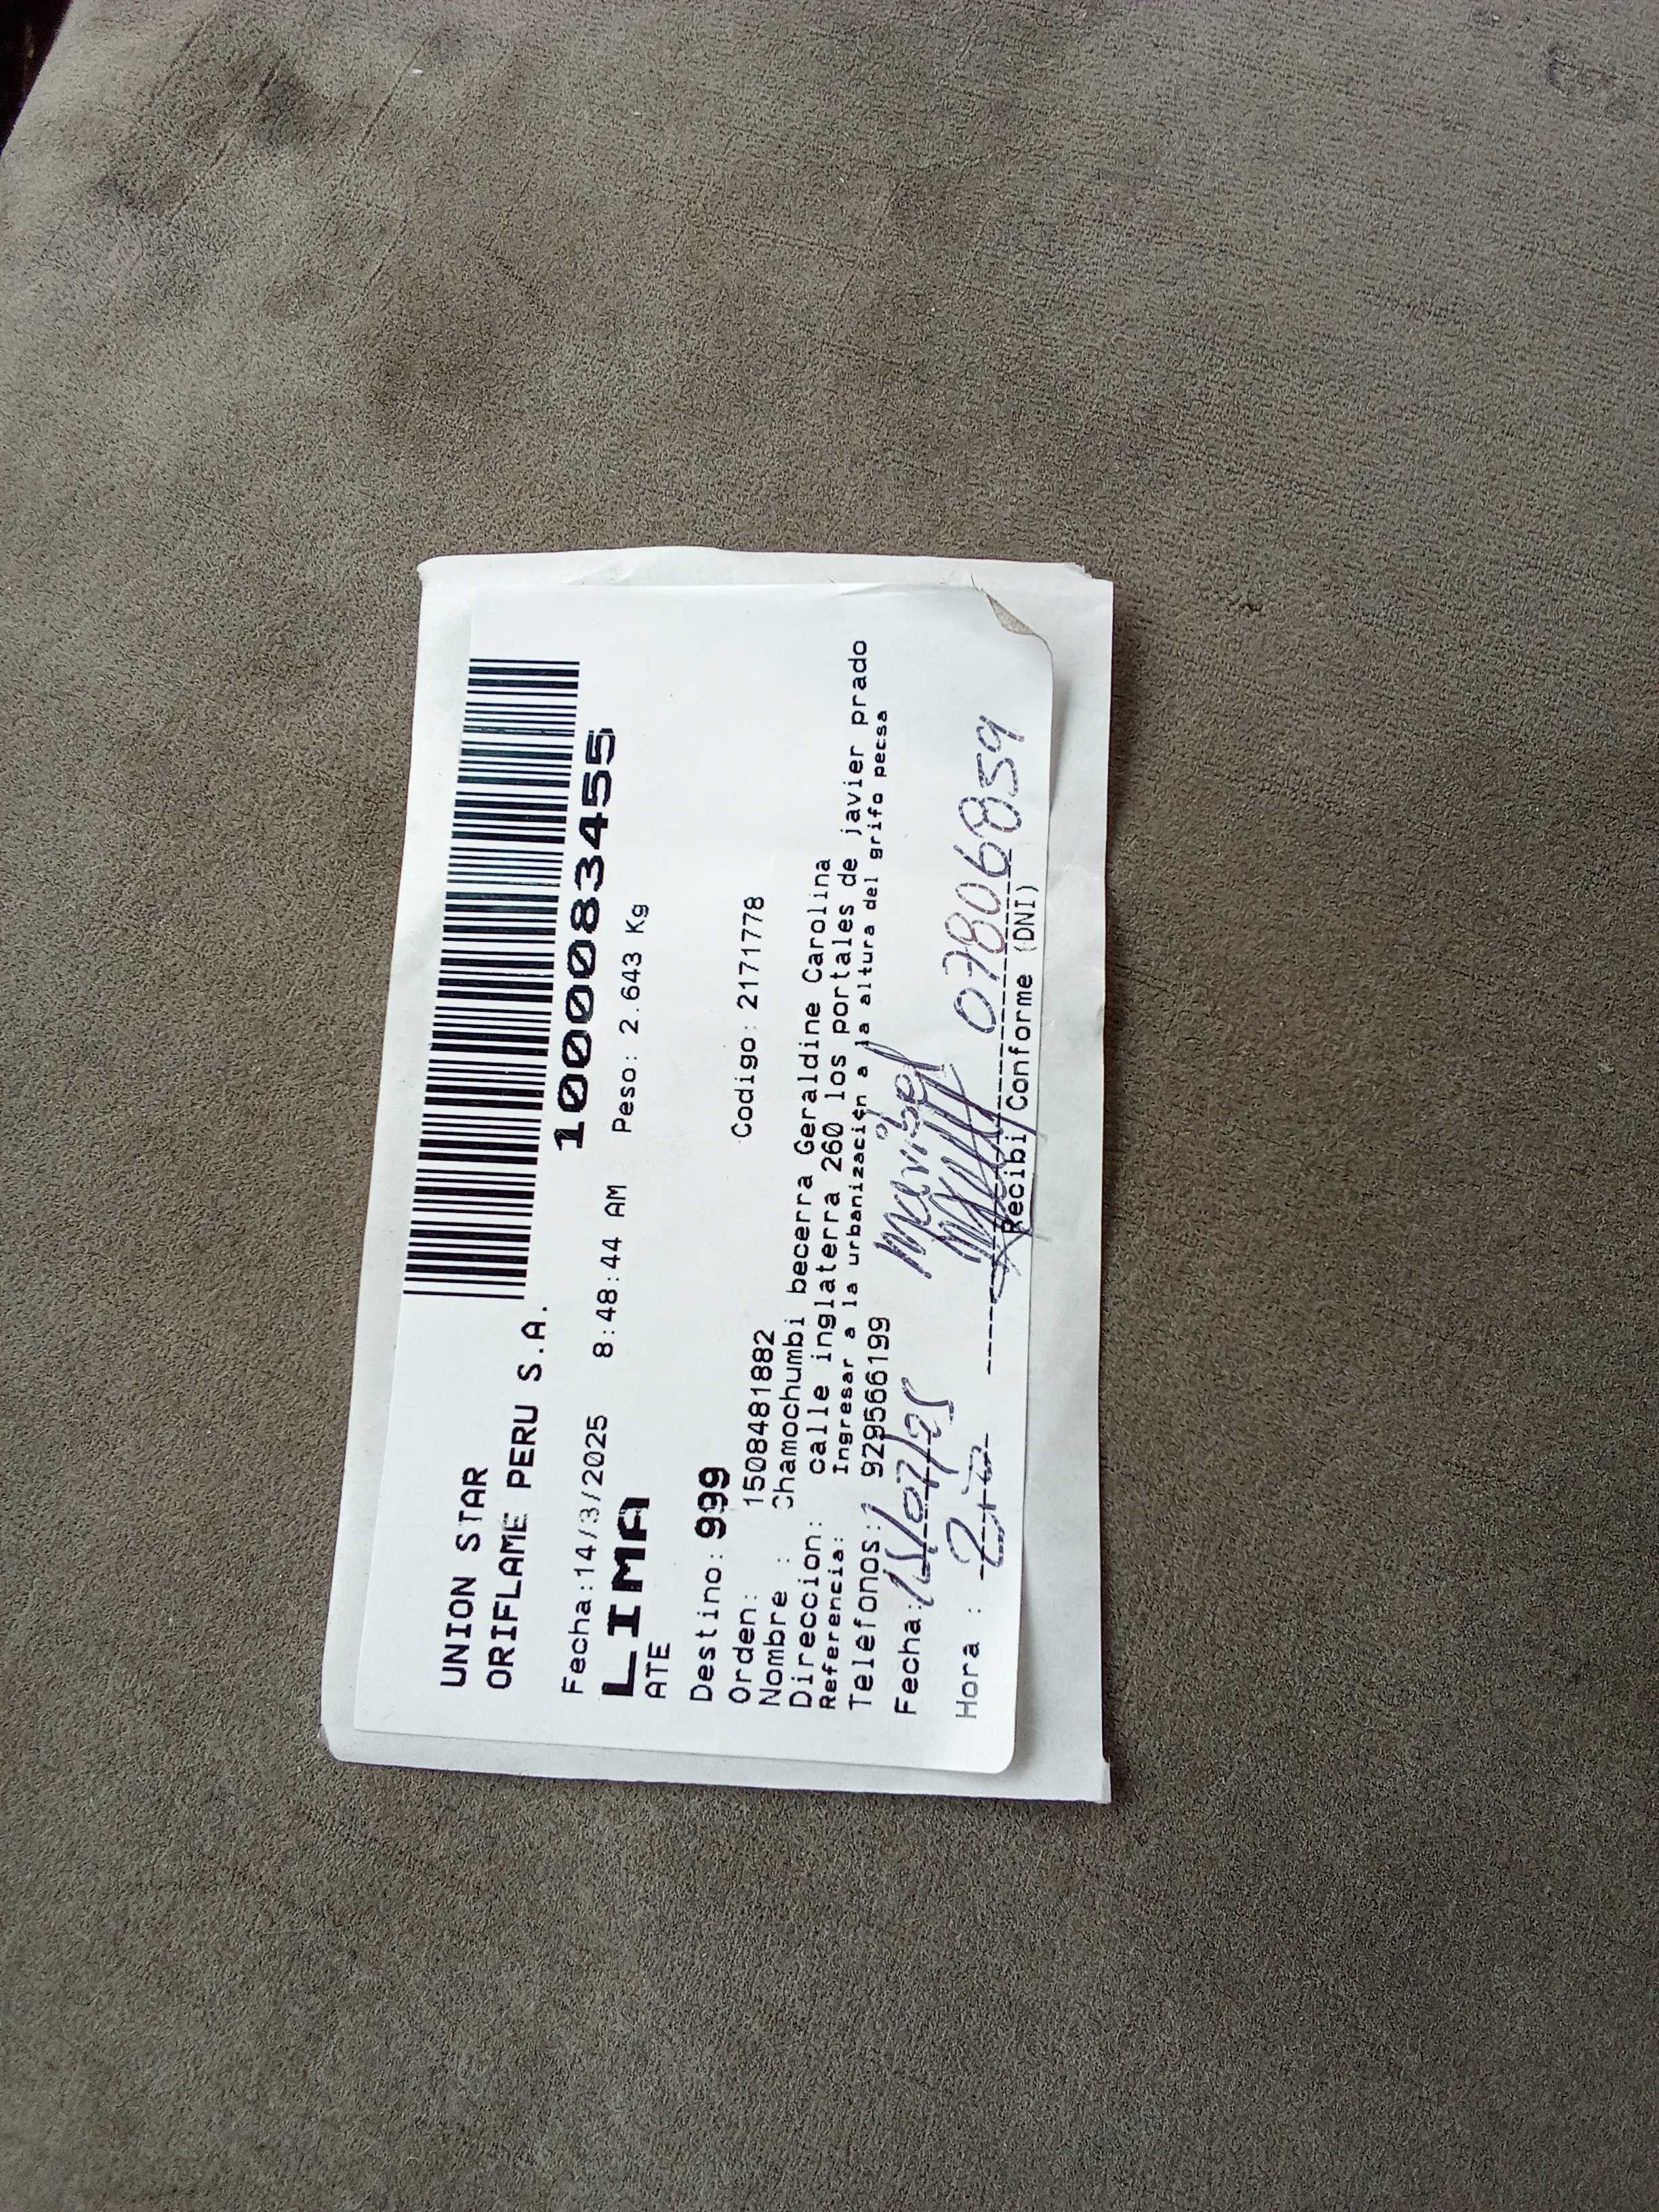 UNION STAR
ORIFLAME PERU S.A.
10000083455
Fecha:14/3/2025 8:48:44 AM Peso: 2.643 Kg
LIMA
ATE
Destino: 999
Orden: 1508481882 Codigo: 2171778
Nombre : Chamochumbi becerra Geraldine Carolina
Direccion: calle inglaterra 260 los portales de javier prado
Referencia: Ingresar a la urbanización a la altura del grifo pecsa
Telefonos: 929566199
Fecha: Maribel
Hora : 07806859
Recibi Conforme (DNI)